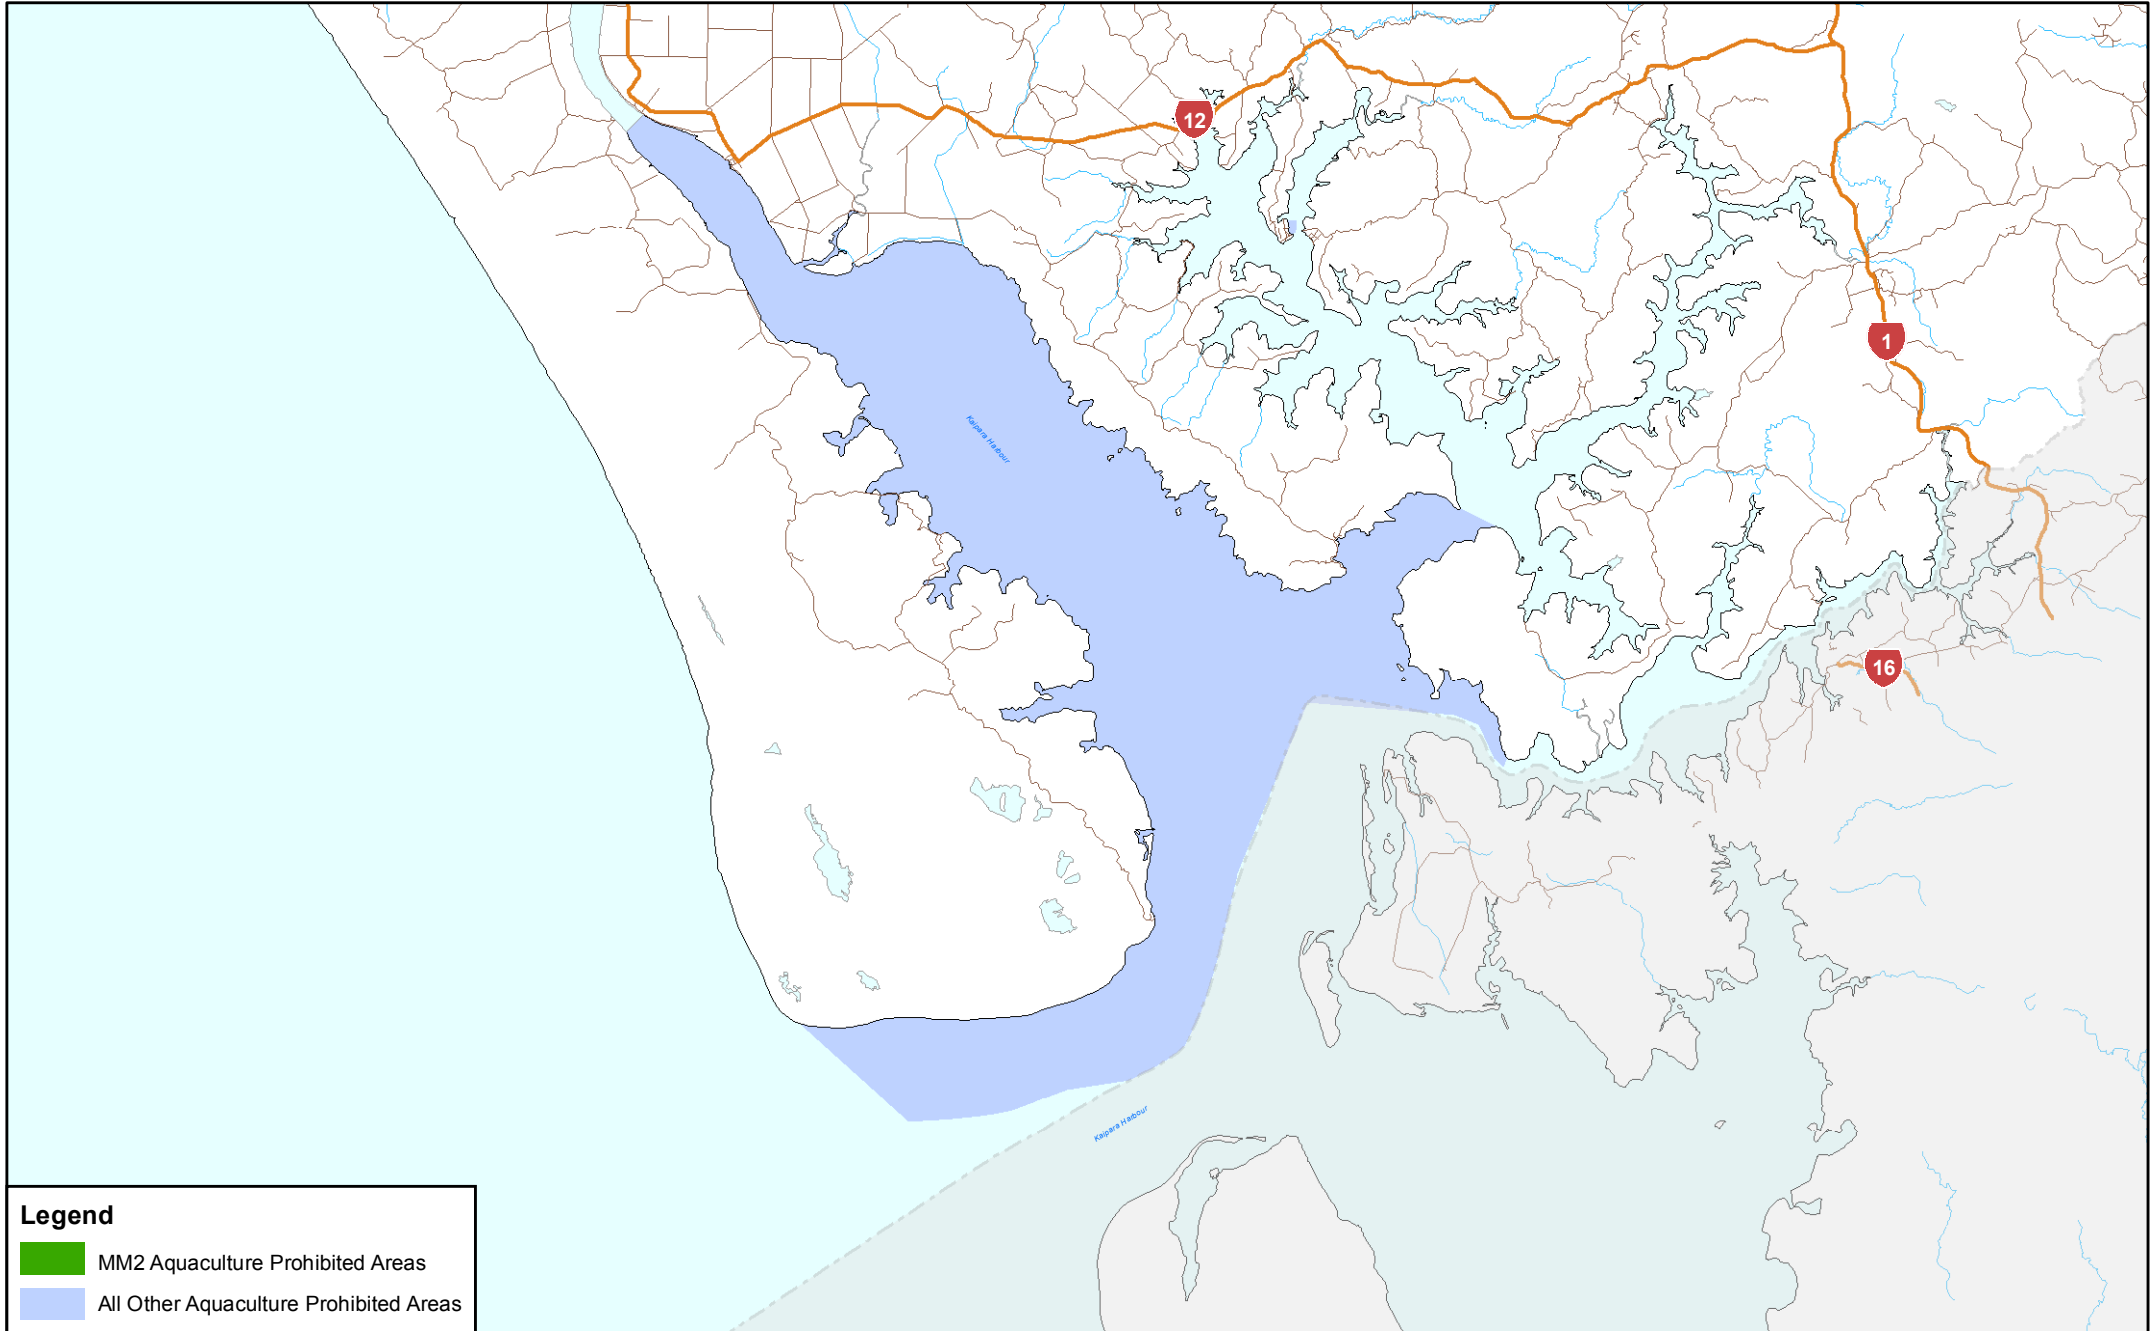 12
1
Kaipara Harbour
16
Kaipara Harbour
Legend
MM2 Aquaculture Prohibited Areas
All Other Aquaculture Prohibited Areas